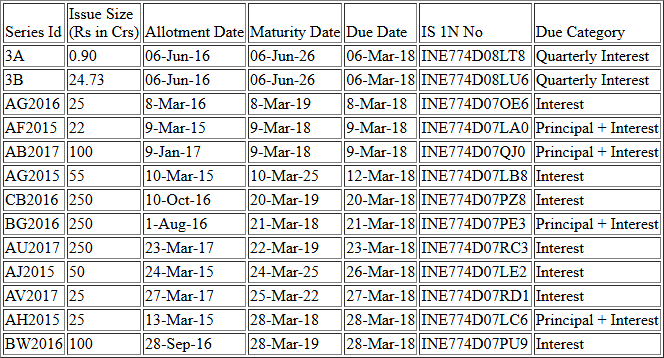 Series Id Issue Size (Rs in Crs) Allotment Date Maturity Date Due Date IS 1N No Due Category
3A 0.90 06-Jun-16 06-Jun-26 06-Mar-18 INE774D08LT8 Quarterly Interest
3B 24.73 06-Jun-16 06-Jun-26 06-Mar-18 INE774D08LU6 Quarterly Interest
AG2016 25 8-Mar-16 8-Mar-19 8-Mar-18 INE774D07OE6 Interest
AF2015 22 9-Mar-15 9-Mar-18 9-Mar-18 INE774D07LA0 Principal + Interest
AB2017 100 9-Jan-17 9-Mar-18 9-Mar-18 INE774D07QJ0 Principal + Interest
AG2015 55 10-Mar-15 10-Mar-25 12-Mar-18 INE774D07LB8 Interest
CB2016 250 10-Oct-16 20-Mar-19 20-Mar-18 INE774D07PZ8 Interest
BG2016 250 1-Aug-16 21-Mar-18 21-Mar-18 INE774D07PE3 Principal + Interest
AU2017 250 23-Mar-17 22-Mar-19 23-Mar-18 INE774D07RC3 Interest
AJ2015 50 24-Mar-15 24-Mar-25 26-Mar-18 INE774D07LE2 Interest
AV2017 25 27-Mar-17 25-Mar-22 27-Mar-18 INE774D07RD1 Interest
AH2015 25 13-Mar-15 28-Mar-18 28-Mar-18 INE774D07LC6 Principal + Interest
BW2016 100 28-Sep-16 28-Mar-19 28-Mar-18 INE774D07PU9 Interest